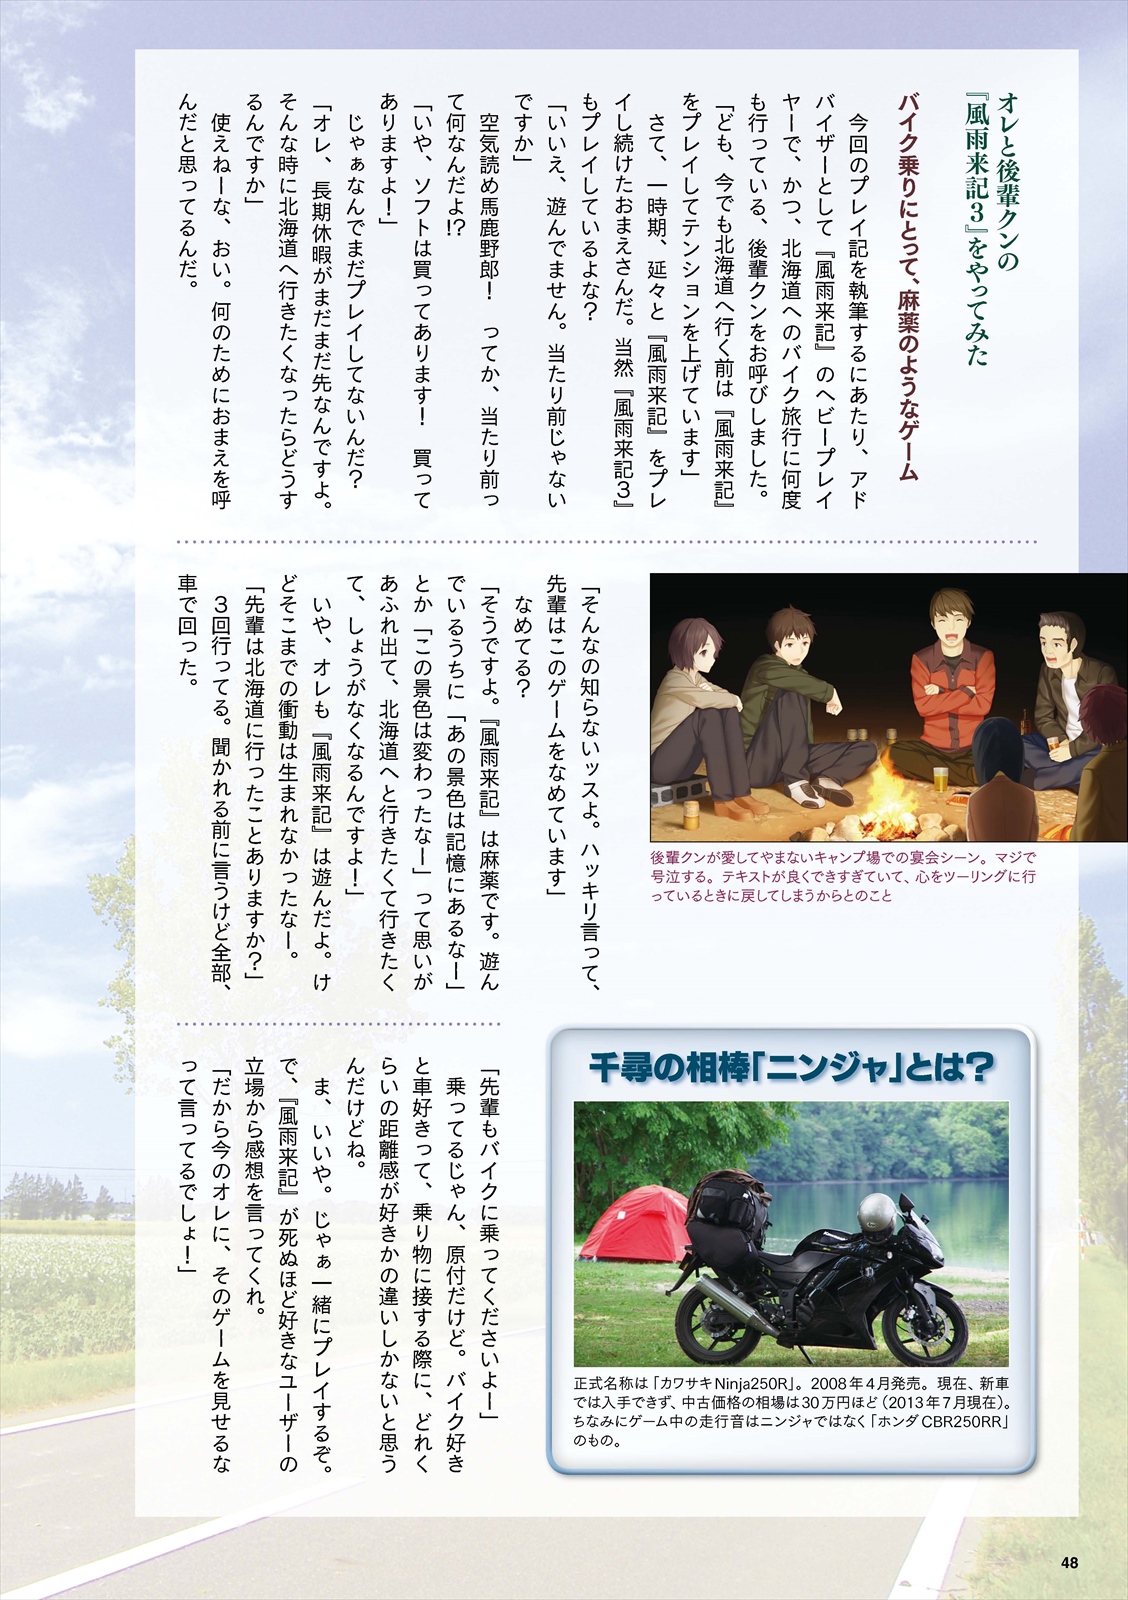 オレと後輩クンの
『風雨来記3』をやってみた
バイク乗りにとって、麻薬のようなゲーム
　今回のプレイ記を執筆するにあたり、アド
バイザーとして『風雨来記』のヘビープレイ
ヤーで、かつ、北海道へのバイク旅行に何度
も行っている、後輩クンをお呼びしました。
「ども、今でも北海道へ行く前は『風雨来記』
をプレイしてテンションを上げています」
　さて、一時期、延々と『風雨来記』をプレ
イし続けたおまえさんだ。当然『風雨来記3』
もプレイしているよな?
「いいえ、遊んでません。当たり前じゃない
ですか」
　空気読め馬鹿野郎!　ってか、当たり前っ
て何なんだよ!?
「いや、ソフトは買ってあります!　買って
ありますよ!」
　じゃぁなんでまだプレイしてないんだ?
「オレ、長期休暇がまだまだ先なんですよ。
そんな時に北海道へ行きたくなったらどうす
るんですか」
　使えねーな、おい。何のためにおまえを呼
んだと思ってるんだ。
後輩クンが愛してやまないキャンプ場での宴会シーン。マジで
号泣する。テキストが良くできすぎていて、心をツーリングに行
っているときに戻してしまうからとのこと
「そんなの知らないッスよ。ハッキリ言って、
先輩はこのゲームをなめています」
　なめてる?
「そうですよ。『風雨来記』は麻薬です。遊ん
でいるうちに「あの景色は記憶にあるなー」
とか「この景色は変わったなー」って思いが
あふれ出て、北海道へと行きたくて行きたく
て、しょうがなくなるんですよ!」
　いや、オレも『風雨来記』は遊んだよ。け
どそこまでの衝動は生まれなかったなー。
「先輩は北海道に行ったことありますか?」
　3回行ってる。聞かれる前に言うけど全部、
車で回った。
「先輩もバイクに乗ってくださいよー」
　乗ってるじゃん、原付だけど。バイク好き
と車好きって、乗り物に接する際に、どれく
らいの距離感が好きかの違いしかないと思う
んだけどね。
　ま、いいや。じゃぁ一緒にプレイするぞ。
で、『風雨来記』が死ぬほど好きなユーザーの
立場から感想を言ってくれ。
「だから今のオレに、そのゲームを見せるな
って言ってるでしょ!」
千尋の相棒「ニンジャ」とは?
正式名称は「カワサキNinja250R」。2008年4月発売。現在、新車
では入手できず、中古価格の相場は30万円ほど（2013年7月現在）。
ちなみにゲーム中の走行音はニンジャではなく「ホンダCBR250RR」
のもの。
48